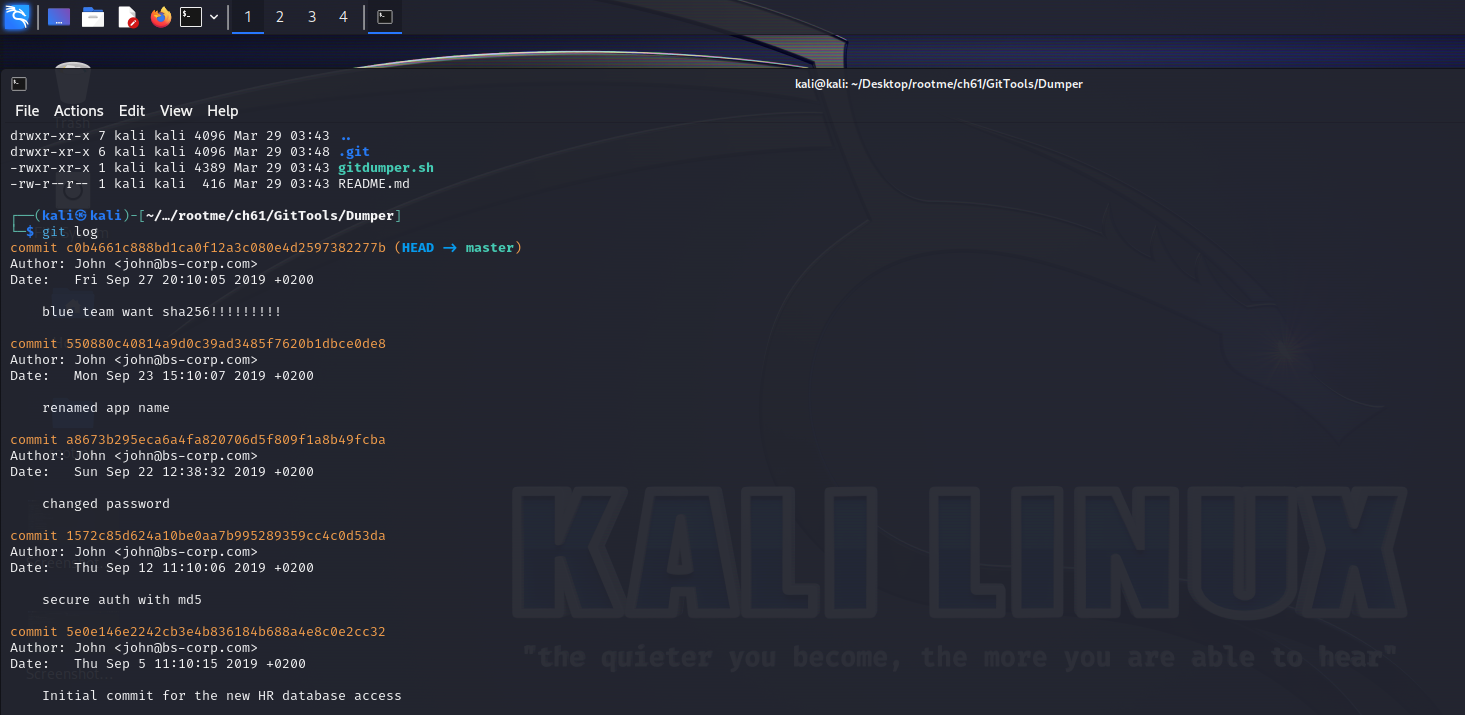 1 2 3 4
kali@kali: ~/Desktop/rootme/ch61/GitTools/Dumper
File Actions Edit View Help
drwxr-xr-x 7 kali kali 4096 Mar 29 03:43 ..
drwxr-xr-x 6 kali kali 4096 Mar 29 03:48 .git
-rwxr-xr-x 1 kali kali 4389 Mar 29 03:43 gitdumper.sh
-rw-r--r-- 1 kali kali  416 Mar 29 03:43 README.md
┌──(kali㉿kali)-[~/…/rootme/ch61/GitTools/Dumper]
└─$ git log
commit c0b4661c888bd1ca0f12a3c080e4d2597382277b (HEAD → master)
Author: John <john@bs-corp.com>
Date:   Fri Sep 27 20:10:05 2019 +0200
blue team want sha256!!!!!!!!!
commit 550880c40814a9d0c39ad3485f7620b1dbce0de8
Author: John <john@bs-corp.com>
Date:   Mon Sep 23 15:10:07 2019 +0200
renamed app name
commit a8673b295eca6a4fa820706d5f809f1a8b49fcba
Author: John <john@bs-corp.com>
Date:   Sun Sep 22 12:38:32 2019 +0200
changed password
commit 1572c85d624a10be0aa7b995289359cc4c0d53da
Author: John <john@bs-corp.com>
Date:   Thu Sep 12 11:10:06 2019 +0200
secure auth with md5
commit 5e0e146e2242cb3e4b836184b688a4e8c0e2cc32
Author: John <john@bs-corp.com>
Date:   Thu Sep 5 11:10:15 2019 +0200
Initial commit for the new HR database access
KALI LINUX
"the quieter you become, the more you are able to hear"
Screenshot...